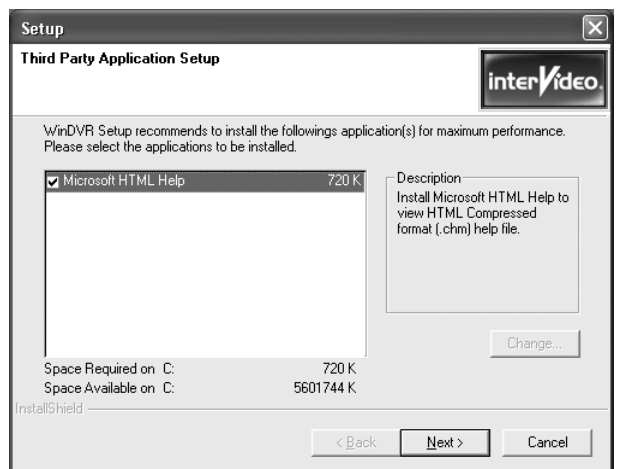 Setup
Third Party Application Setup
interVideo.
WinDVR Setup recommends to install the followings application(s) for maximum performance.
Please select the applications to be installed.
Microsoft HTML Help 720 K
Description
Install Microsoft HTML Help to
view HTML Compressed
format (.chm) help file.
Change...
Space Required on C: 720 K
Space Available on C: 5601744 K
InstallShield
< Back Next > Cancel